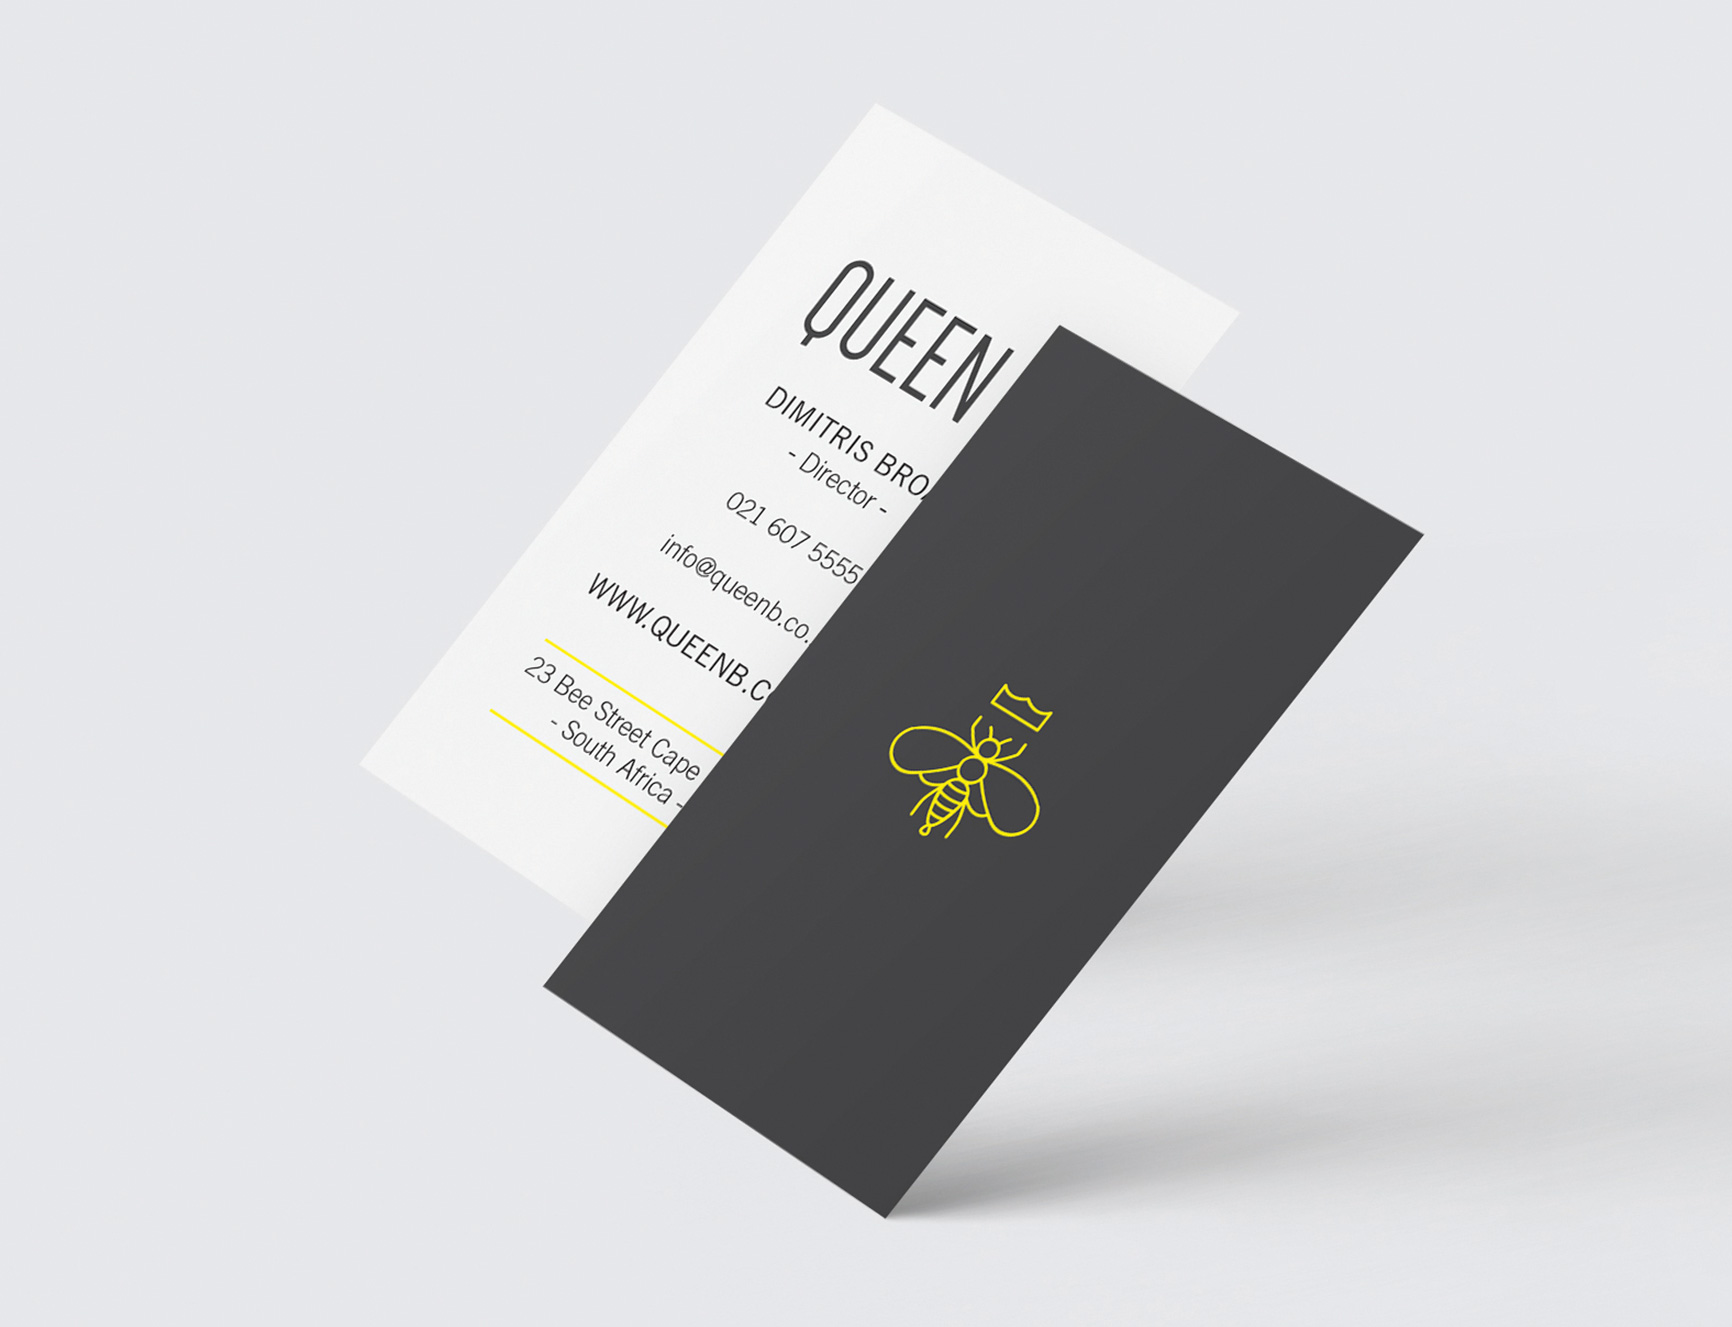 QUEEN
DIMITRIS BRO
- Director -
021 607 5555
info@queenb.co.
WWW.QUEENB.C
23 Bee Street Cape
- South Africa -